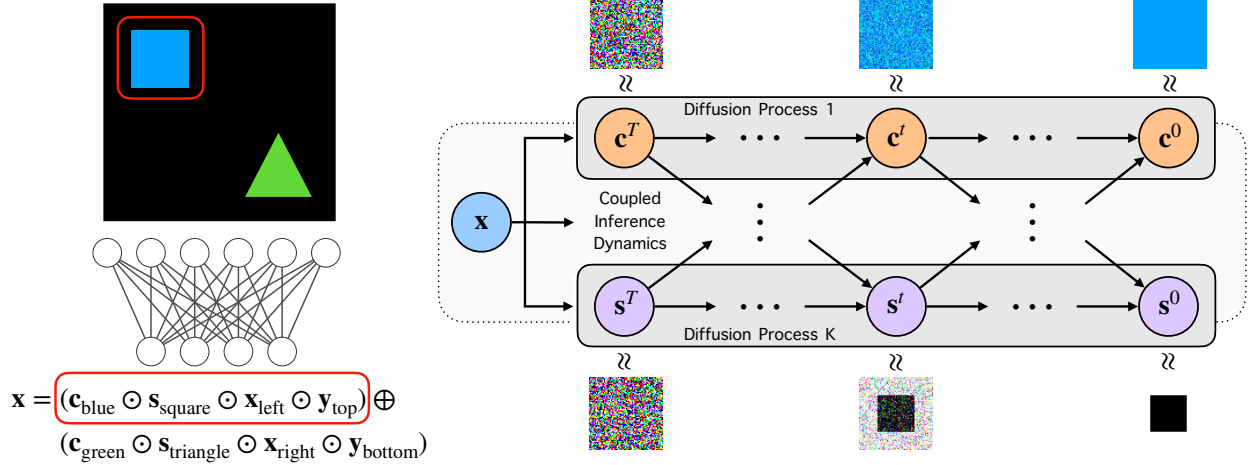 Diffusion Process 1
c^T
• • •
c^t
• • •
c^0
x
Coupled
Inference
Dynamics
s^T
• • •
s^t
• • •
s^0
Diffusion Process K
x = (c_blue ⊙ s_square ⊙ x_left ⊙ y_top) ⊕
(c_green ⊙ s_triangle ⊙ x_right ⊙ y_bottom)